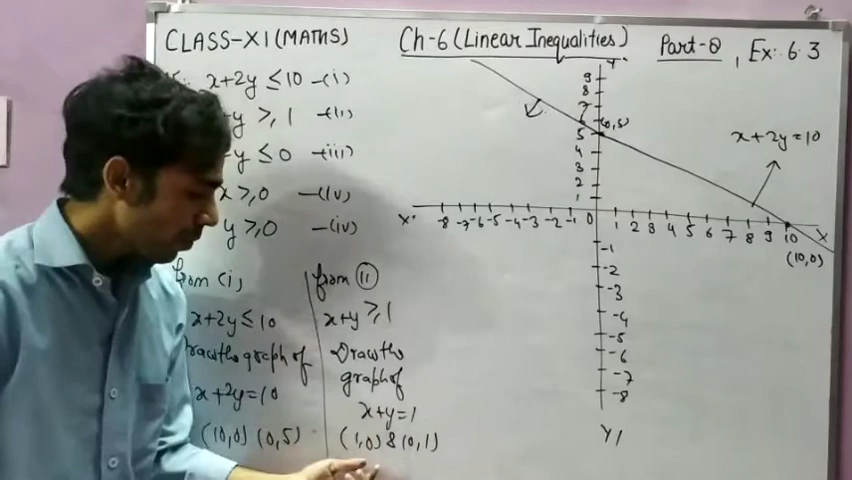 CLASS-XI (MATHS)
Ch-6 (Linear Inequalities)
Part-8, Ex: 6.3
x+2y ≤ 10 -(i)
y ≥ 1 -(ii)
-y ≤ 0 -(iii)
x ≥ 0 -(iv)
y ≥ 0 -(iv)
from (i)
x+2y ≤ 10
Draw the graph of
x+2y=10
(10,0) (0,5)
from (II)
x+y ≥ 1
Draw the
graph of
x+y=1
(1,0) & (0,1)
Y'
9
8
7
6
5
(0,5)
4
3
2
1
x+2y=10
X' -8 -7 -6 -5 -4 -3 -2 -1 0 1 2 3 4 5 6 7 8 9 10 X
(10,0)
-1
-2
-3
-4
-5
-6
-7
-8
Y/